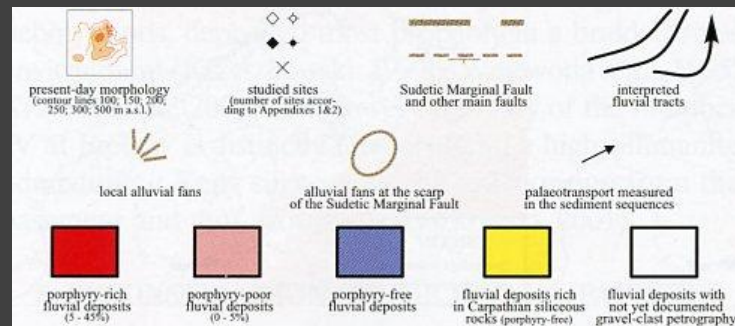 present-day morphology
(contour lines 100; 150; 200;
250; 300; 500 m a.s.l.)
studied sites
(number of sites accor-
ding to Appendixes 1&2)
Sudetic Marginal Fault
and other main faults
interpreted
fluvial tracts
local alluvial fans
alluvial fans at the scarp
of the Sudetic Marginal Fault
palaeotransport measured
in the sediment sequences
porphyry-rich
fluvial deposits
(5 - 45%)
porphyry-poor
fluvial deposits
(0 - 5%)
porphyry-free
fluvial deposits
fluvial deposits rich
in Carpathian siliceous
rocks (porphyry-free)
fluvial deposits with
not yet documented
gravel-clast petrography